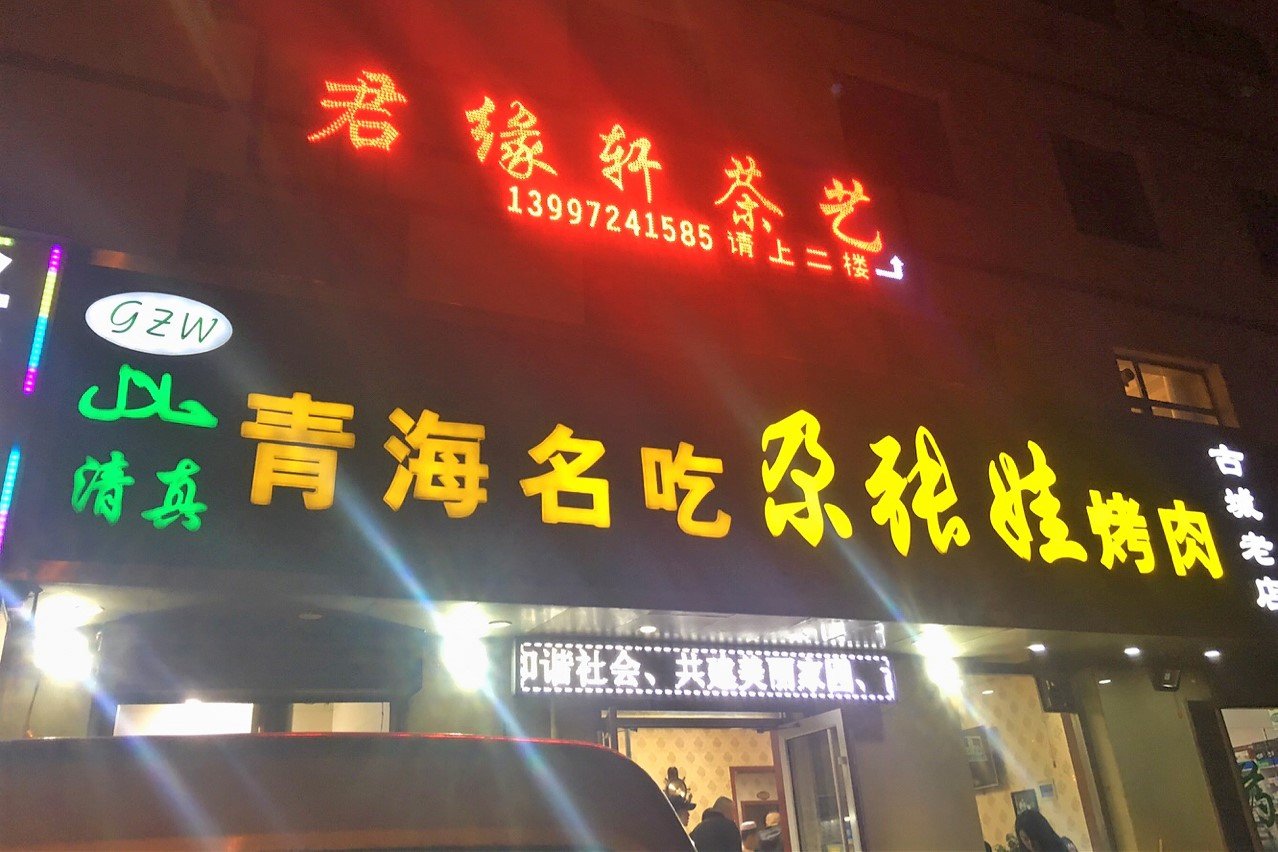 君缘轩茶艺
13997241585 请上二楼
GZW
清真
青海名吃 尕张娃烤肉
古城老店
和谐社会、共建美丽家园、